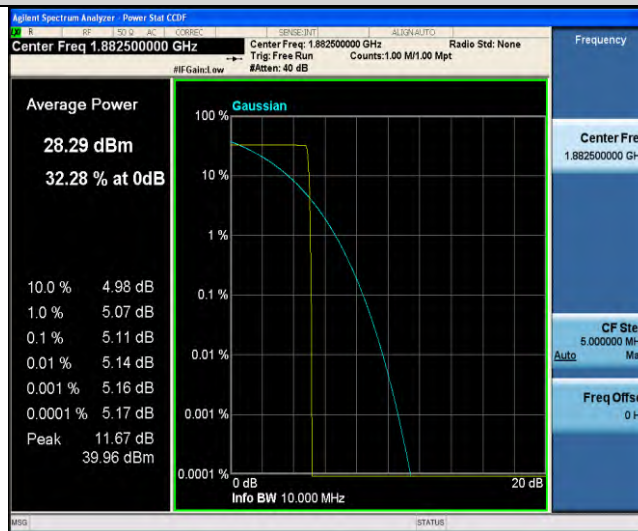 Agilent Spectrum Analyzer - Power Stat CCDF
R RF 50 Ω AC CORREC SENSE:INT ALIGN AUTO
Center Freq 1.882500000 GHz
Center Freq: 1.882500000 GHz Radio Std: None
Trig: Free Run Counts:1.00 M/1.00 Mpt
#IFGain:Low #Atten: 40 dB
Frequency
Average Power
28.29 dBm
32.28 % at 0dB
10.0 % 4.98 dB
1.0 % 5.07 dB
0.1 % 5.11 dB
0.01 % 5.14 dB
0.001 % 5.16 dB
0.0001 % 5.17 dB
Peak 11.67 dB
39.96 dBm
Gaussian
100 %
10 %
1 %
0.1 %
0.01 %
0.001 %
0.0001 %
0 dB 20 dB
Info BW 10.000 MHz
Center Fre
1.882500000 GH
CF Ste
5.000000 MH
Auto Ma
Freq Offse
0 H
MSG STATUS